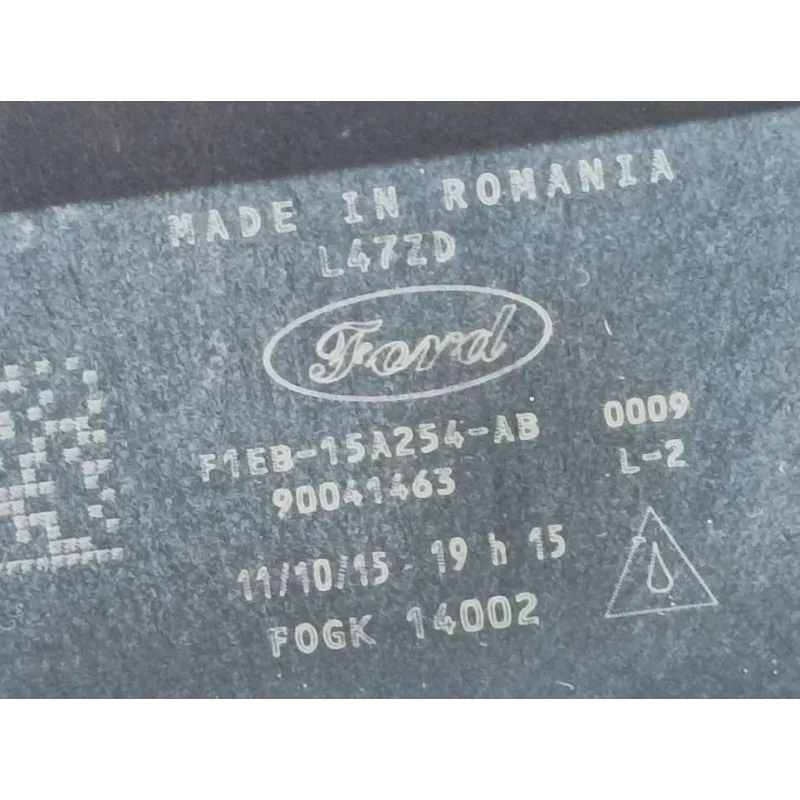 MADE IN ROMANIA
L47ZD
Ford
F1EB-15A254-AB 0009
90041463 L-2
11/10/15 - 19 h 15
FOGK 14002